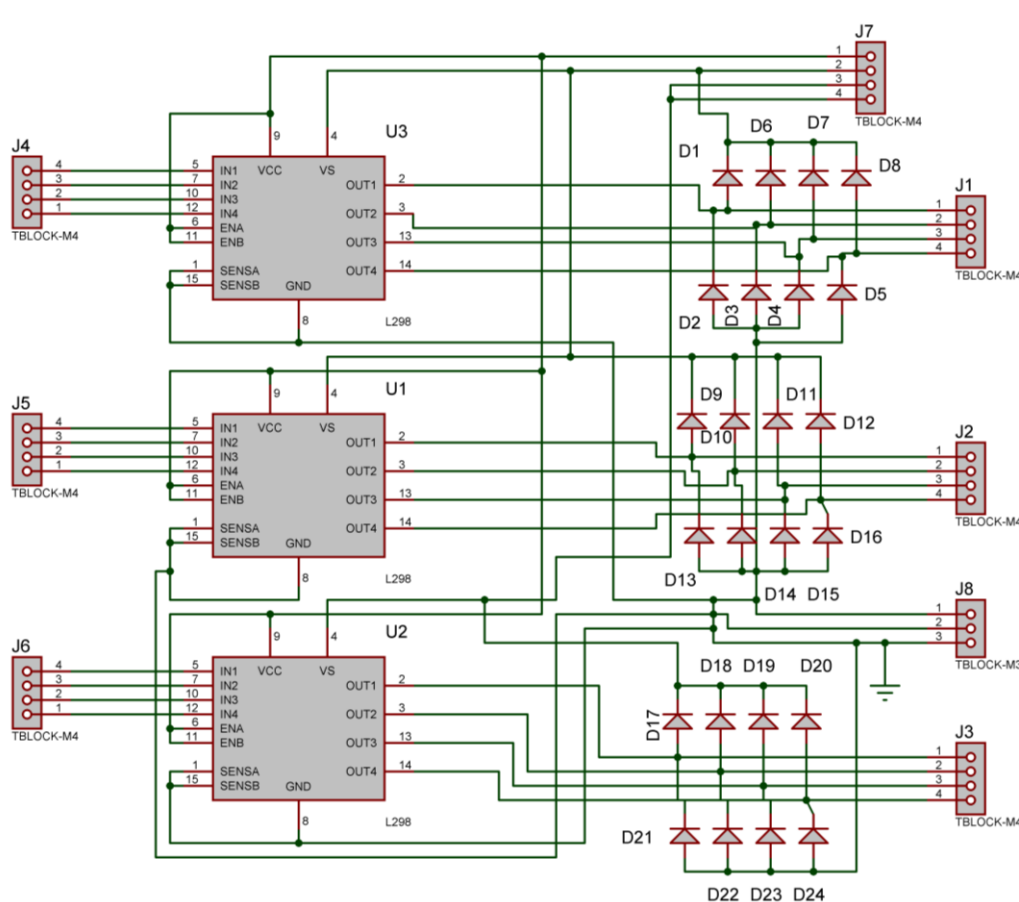 J7
1
2
3
4
TBLOCK-M4
J4
4
3
2
1
TBLOCK-M4
U3
9
4
VCC
VS
5 IN1
7 IN2
10 IN3
12 IN4
6 ENA
11 ENB
1 SENSA
15 SENSB
GND
8
OUT1 2
OUT2 3
OUT3 13
OUT4 14
L298
D1
D6
D7
D8
D2
D3
D4
D5
J1
1
2
3
4
TBLOCK-M4
J5
4
3
2
1
TBLOCK-M4
U1
9
4
VCC
VS
5 IN1
7 IN2
10 IN3
12 IN4
6 ENA
11 ENB
1 SENSA
15 SENSB
GND
8
OUT1 2
OUT2 3
OUT3 13
OUT4 14
L298
D9
D10
D11
D12
D13
D14
D15
D16
J2
1
2
3
4
TBLOCK-M4
J8
1
2
3
TBLOCK-M3
J6
4
3
2
1
TBLOCK-M4
U2
9
4
VCC
VS
5 IN1
7 IN2
10 IN3
12 IN4
6 ENA
11 ENB
1 SENSA
15 SENSB
GND
8
OUT1 2
OUT2 3
OUT3 13
OUT4 14
L298
D17
D18
D19
D20
D21
D22
D23
D24
J3
1
2
3
4
TBLOCK-M4